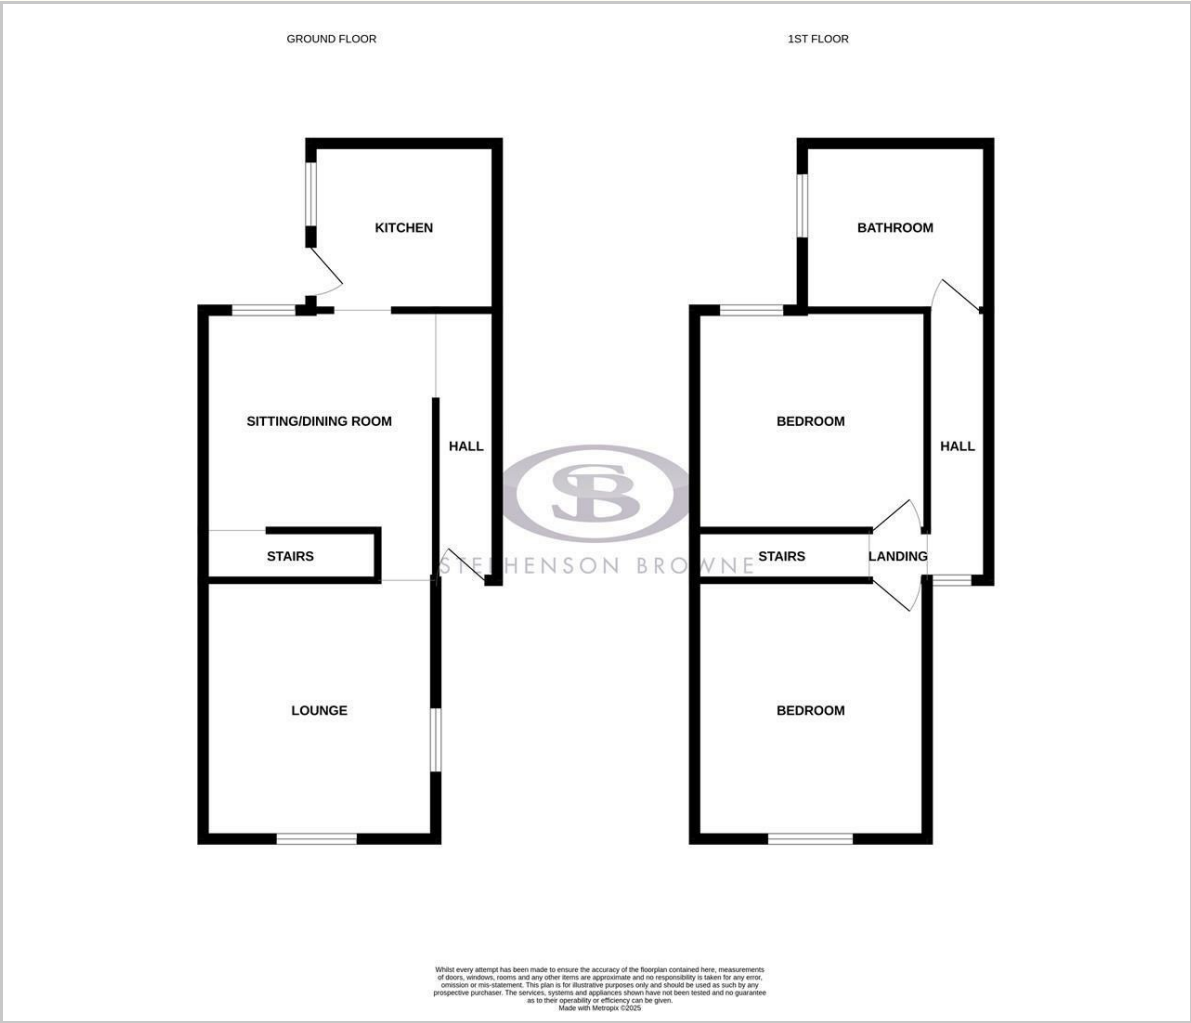 GROUND FLOOR
1ST FLOOR
KITCHEN
BATHROOM
SITTING/DINING ROOM
BEDROOM
HALL
HALL
SB
STAIRS
STAIRS
LANDING
STEPHENSON BROWNE
LOUNGE
BEDROOM
Whilst every attempt has been made to ensure the accuracy of the floorplan contained here, measurements
of doors, windows, rooms and any other items are approximate and no responsibility is taken for any error,
omission or mis-statement. This plan is for illustrative purposes only and should be used as such by any
prospective purchaser. The services, systems and appliances shown have not been tested and no guarantee
as to their operability or efficiency can be given.
Made with Metropix ©2025